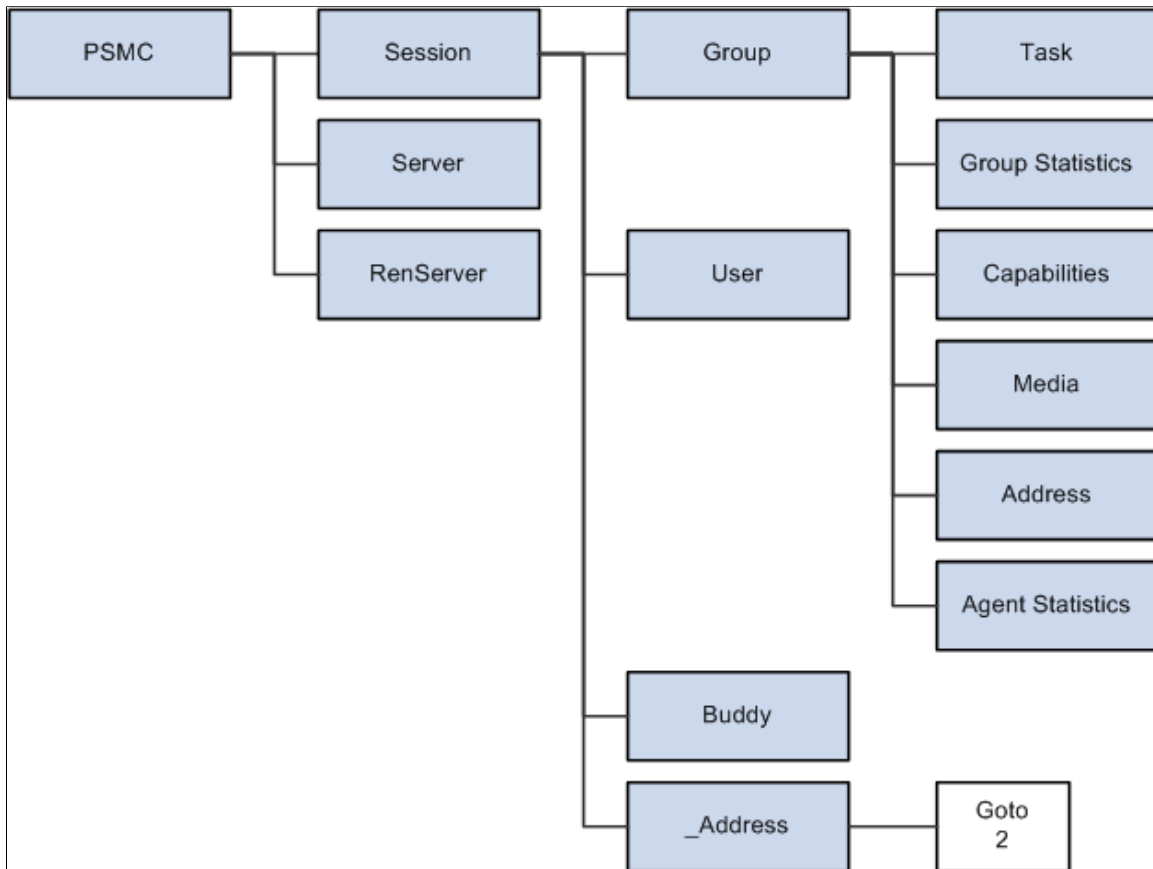 PSMC
Session
Group
Task
Server
Group Statistics
RenServer
User
Capabilities
Media
Address
Agent Statistics
Buddy
_Address
Goto
2